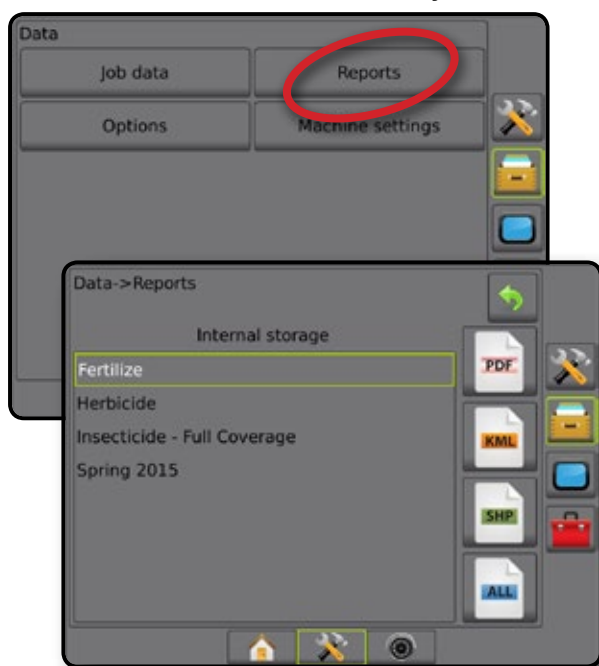 Data
Job data
Reports
Options
Machine settings
Data->Reports
Internal storage
Fertilize
Herbicide
Insecticide - Full Coverage
Spring 2015
PDF
KML
SHP
ALL